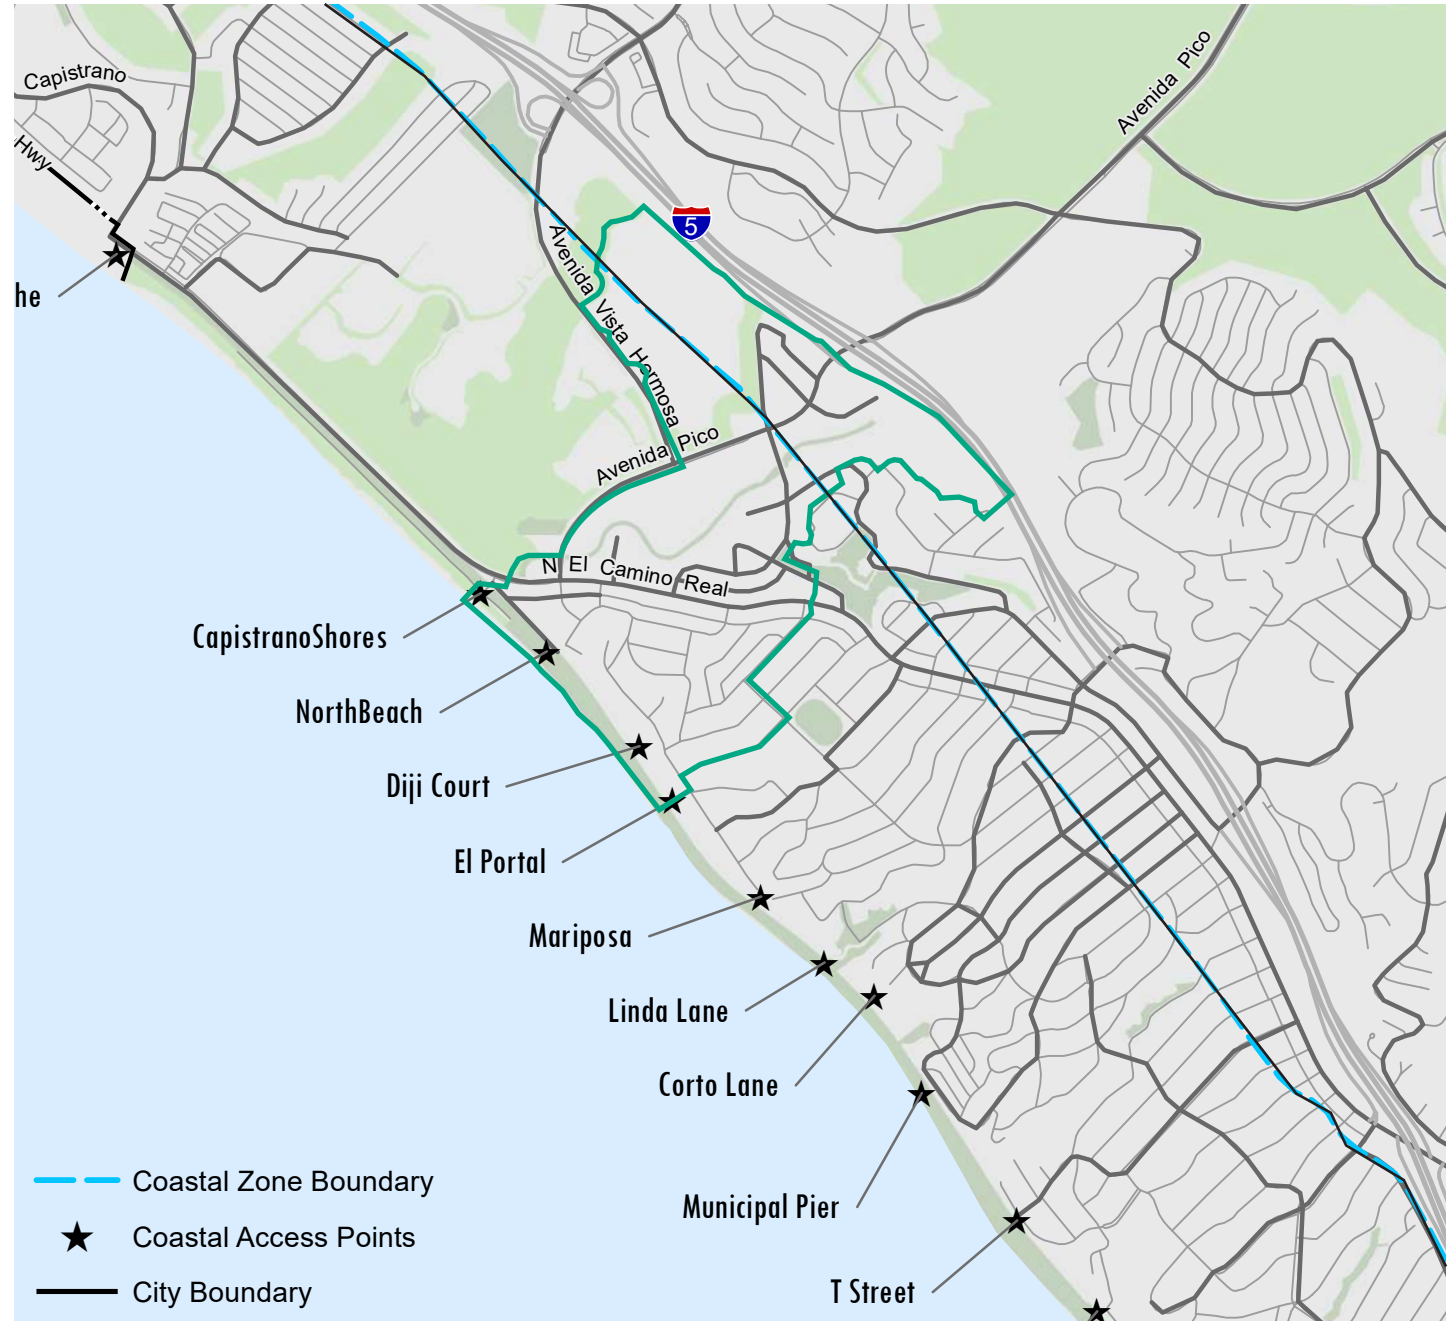 Capistrano
Hwy
Avenida Pico
5
Avenida Vista Hermosa
he
Avenida Pico
N El Camino Real
CapistranoShores
NorthBeach
Diji Court
El Portal
Mariposa
Linda Lane
Corto Lane
Municipal Pier
T Street
Coastal Zone Boundary
Coastal Access Points
City Boundary